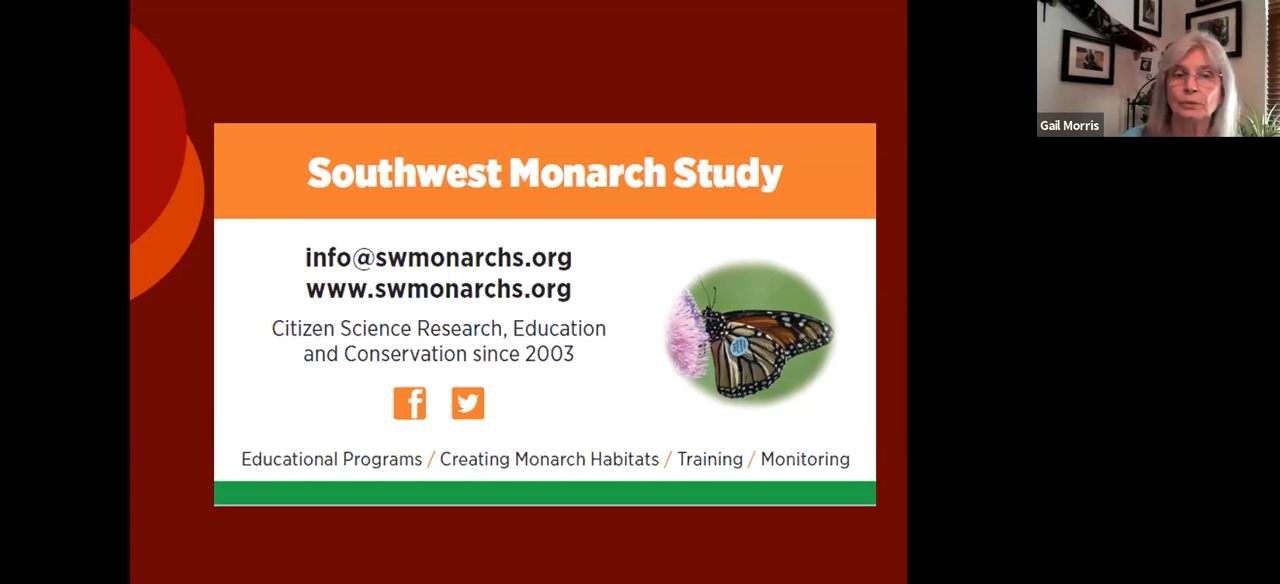 Southwest Monarch Study
info@swmonarchs.org
www.swmonarchs.org
Citizen Science Research, Education
and Conservation since 2003
Educational Programs / Creating Monarch Habitats / Training / Monitoring
Gail Morris